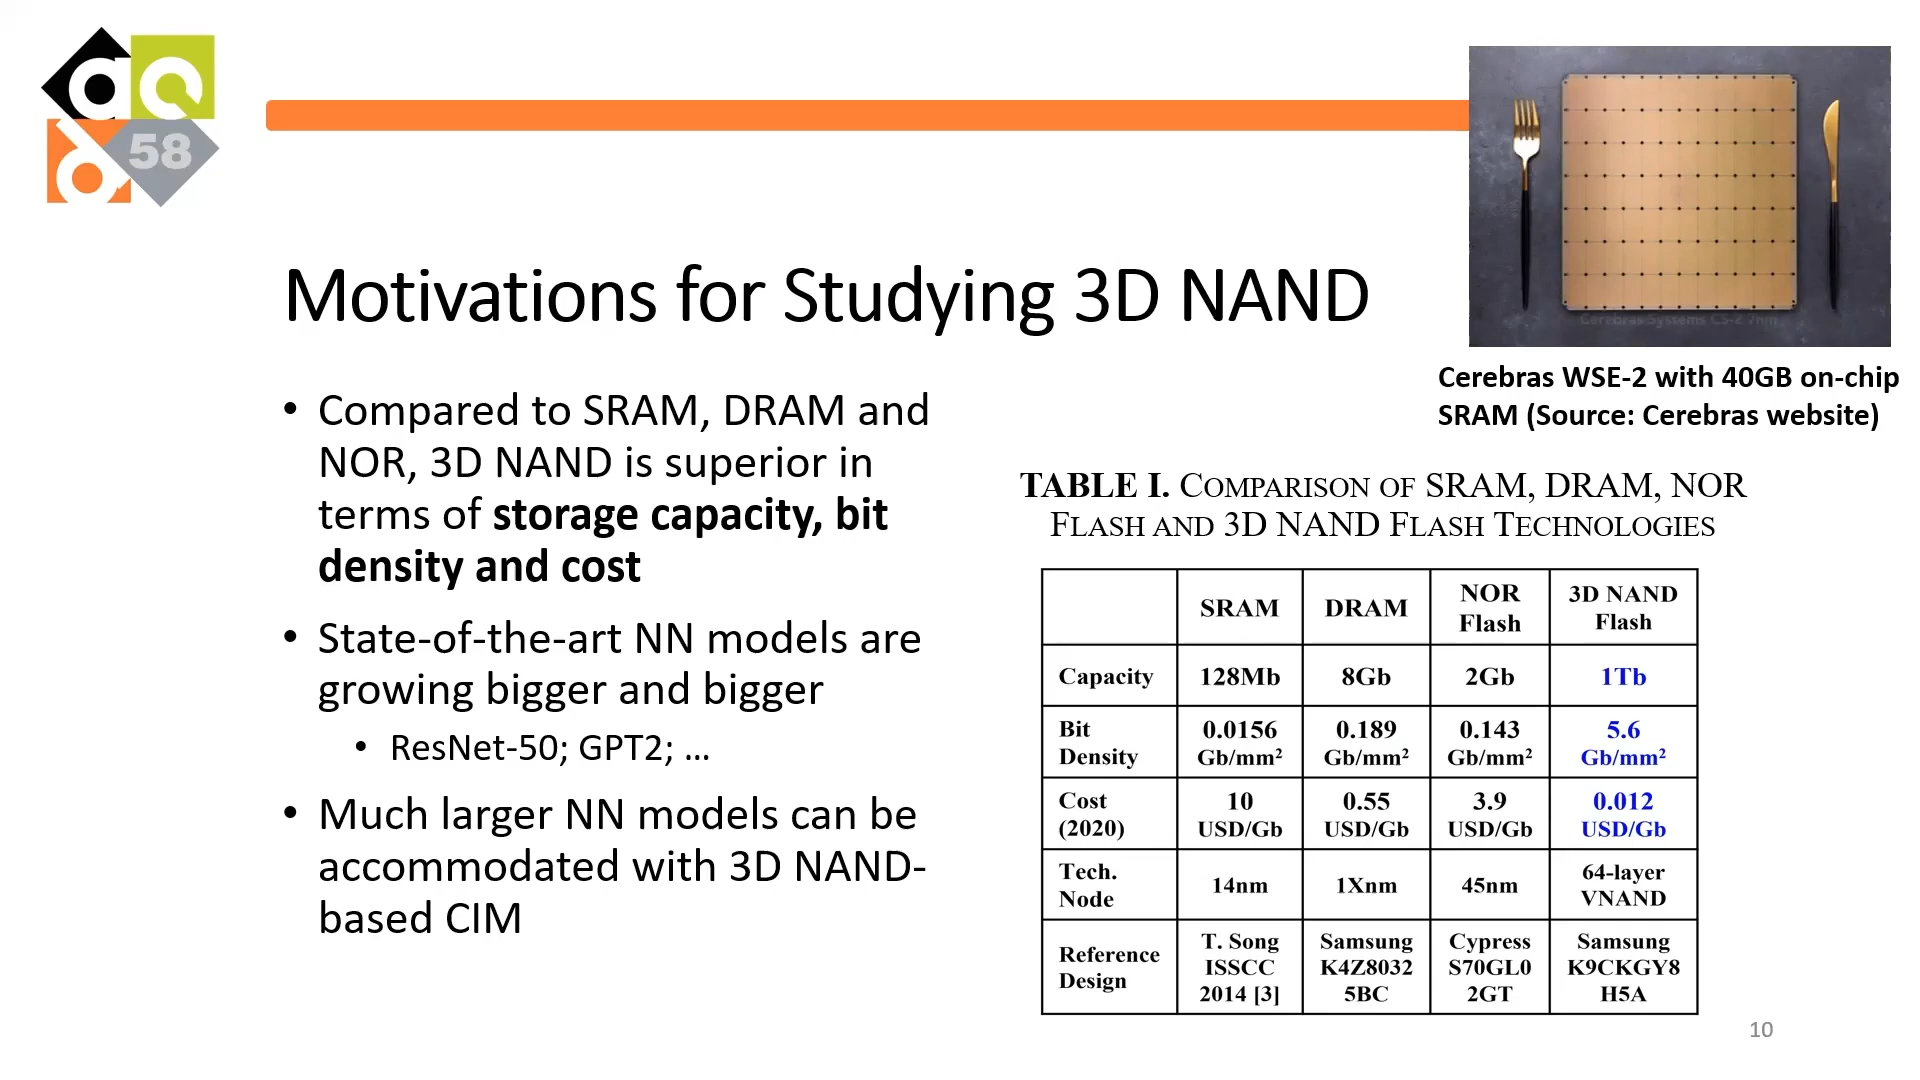 58
Motivations for Studying 3D NAND
• Compared to SRAM, DRAM and
NOR, 3D NAND is superior in
terms of storage capacity, bit
density and cost
• State-of-the-art NN models are
growing bigger and bigger
• ResNet-50; GPT2; ...
• Much larger NN models can be
accommodated with 3D NAND-
based CIM
Cerebras Systems CS-2 7nm
Cerebras WSE-2 with 40GB on-chip
SRAM (Source: Cerebras website)
TABLE I. COMPARISON OF SRAM, DRAM, NOR
FLASH AND 3D NAND FLASH TECHNOLOGIES
SRAM DRAM NOR Flash 3D NAND Flash
Capacity 128Mb 8Gb 2Gb 1Tb
Bit Density 0.0156 Gb/mm² 0.189 Gb/mm² 0.143 Gb/mm² 5.6 Gb/mm²
Cost (2020) 10 USD/Gb 0.55 USD/Gb 3.9 USD/Gb 0.012 USD/Gb
Tech. Node 14nm 1Xnm 45nm 64-layer VNAND
Reference Design T. Song ISSCC 2014 [3] Samsung K4Z80325BC Cypress S70GL02GT Samsung K9CKGY8H5A
10